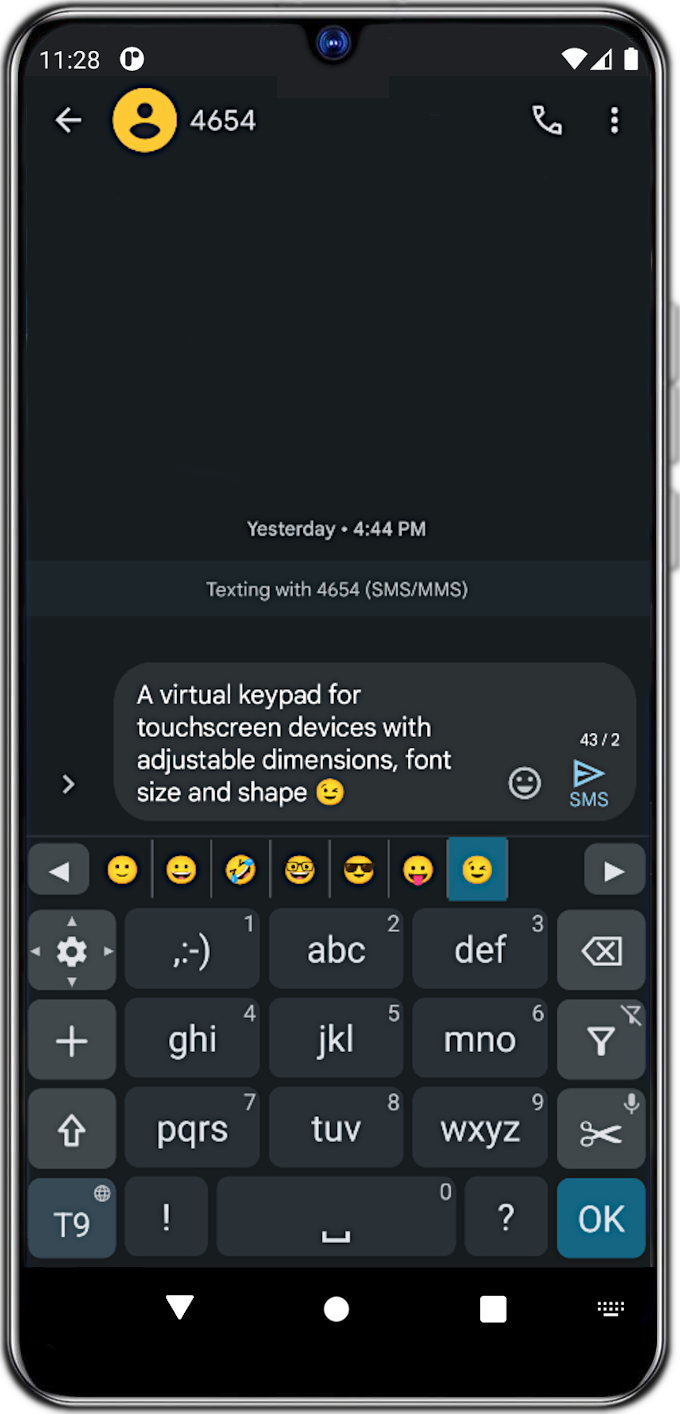 11:28
4654
Yesterday • 4:44 PM
Texting with 4654 (SMS/MMS)
A virtual keypad for
touchscreen devices with
adjustable dimensions, font
size and shape 😉
43 / 2
SMS
🙂 😀 🤣 🤓 😎 😛 😉
,:-) 1
abc 2
def 3
ghi 4
jkl 5
mno 6
pqrs 7
tuv 8
wxyz 9
T9
!
0
?
OK